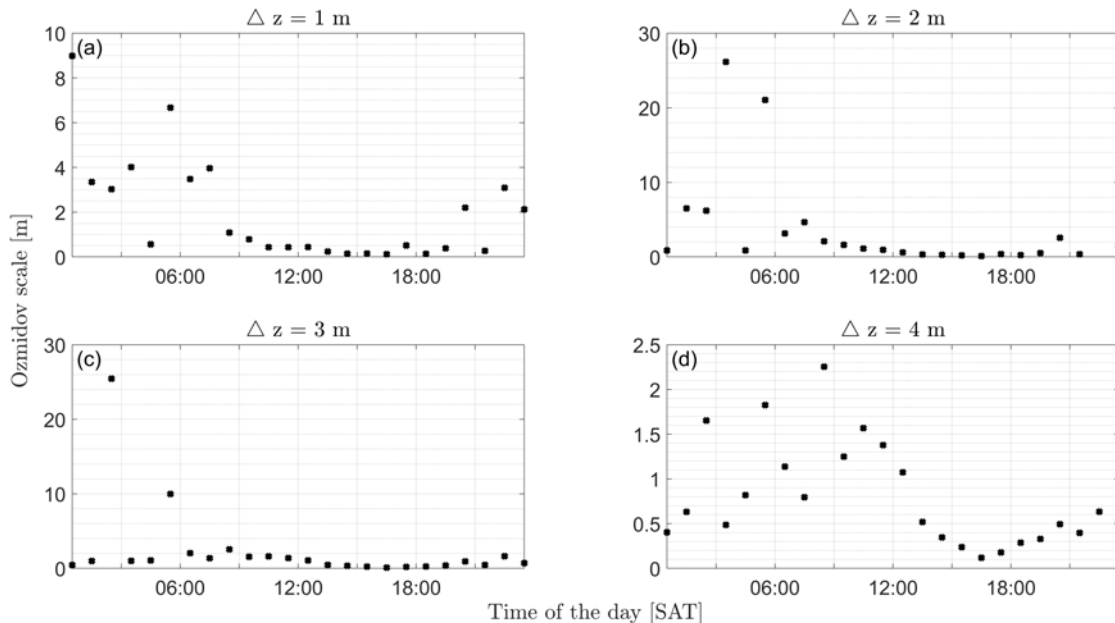 △ z = 1 m
△ z = 2 m
(a)
10
8
6
4
2
0
06:00 12:00 18:00
(b)
30
20
10
0
06:00 12:00 18:00
Ozmidov scale [m]
△ z = 3 m
△ z = 4 m
(c)
30
20
10
0
06:00 12:00 18:00
(d)
2.5
2
1.5
1
0.5
0
06:00 12:00 18:00
Time of the day [SAT]